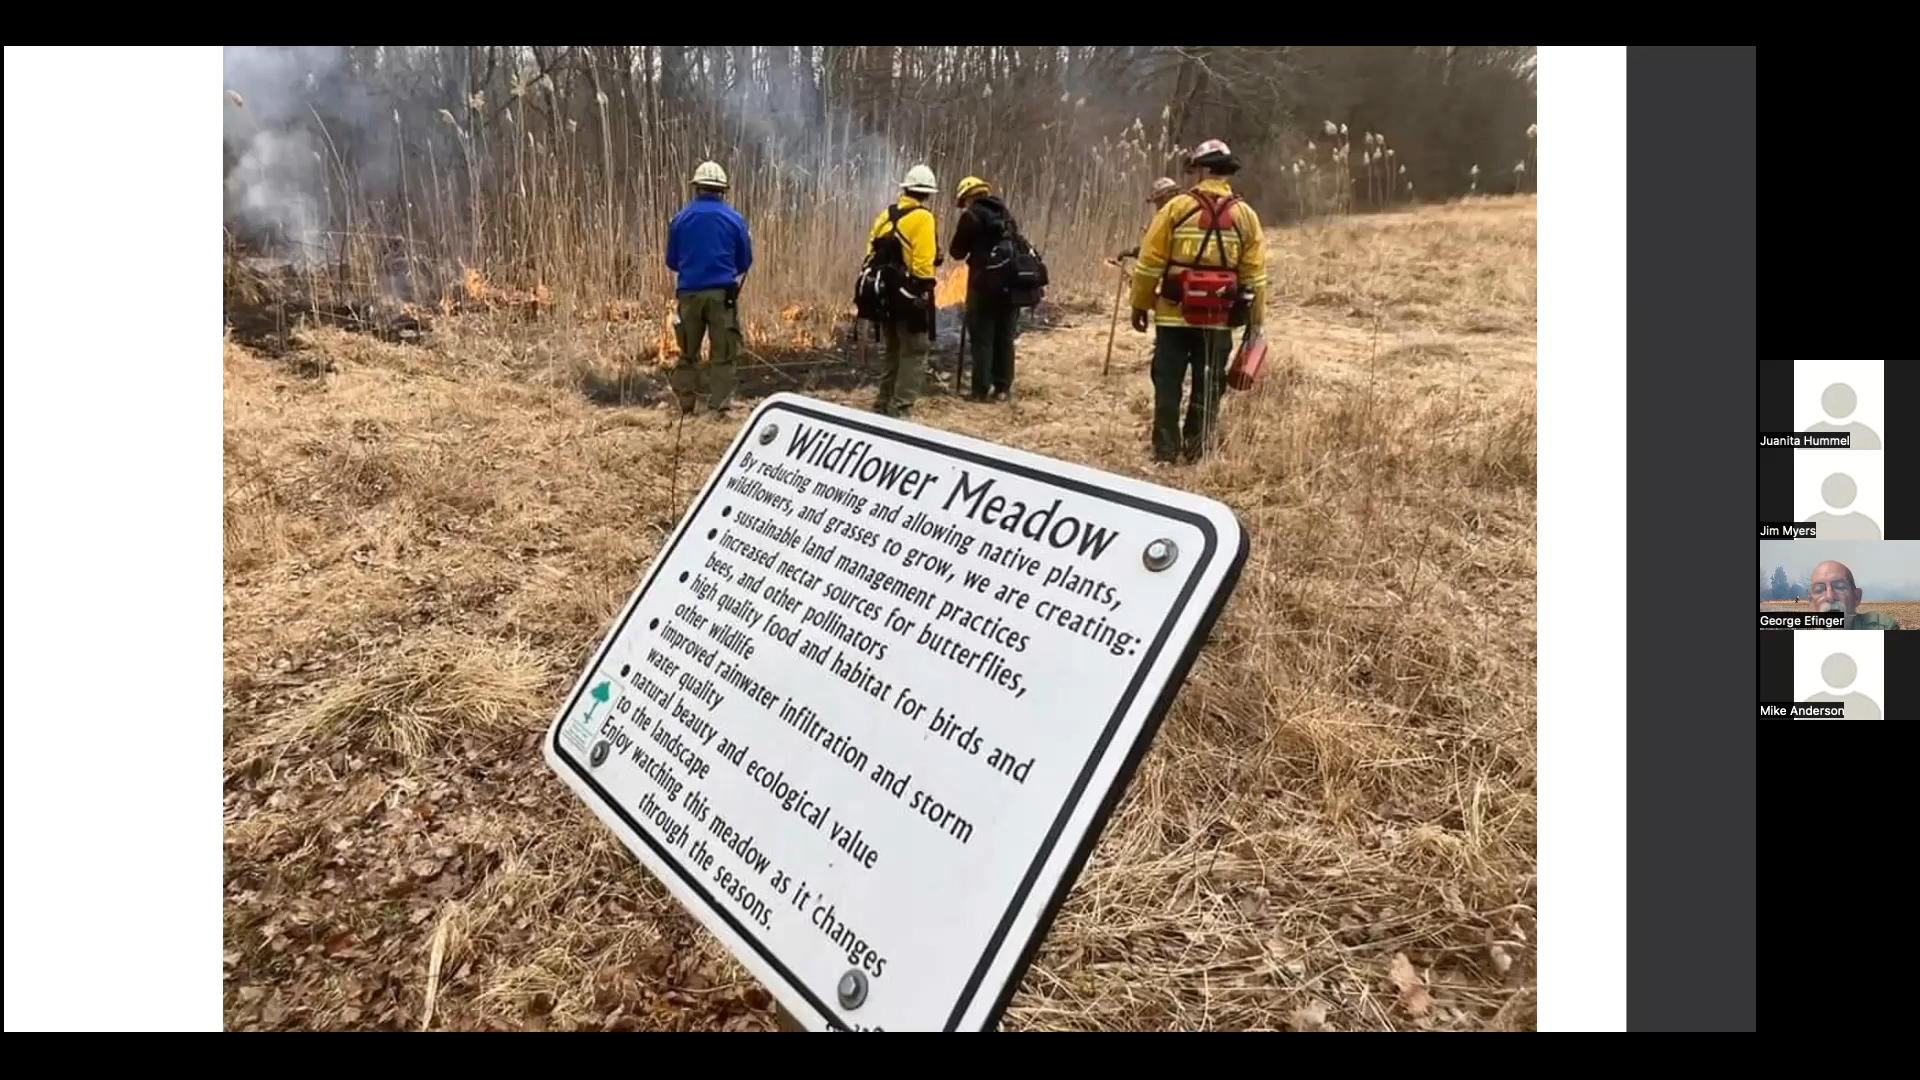 Wildflower Meadow
By reducing mowing and allowing native plants,
wildflowers, and grasses to grow, we are creating:
• sustainable land management practices
• increased nectar sources for butterflies,
bees, and other pollinators
• high quality food and habitat for birds and
other wildlife
• improved rainwater infiltration and storm
water quality
• natural beauty and ecological value
to the landscape
Enjoy watching this meadow as it changes
through the seasons.
Juanita Hummel
Jim Myers
George Efinger
Mike Anderson